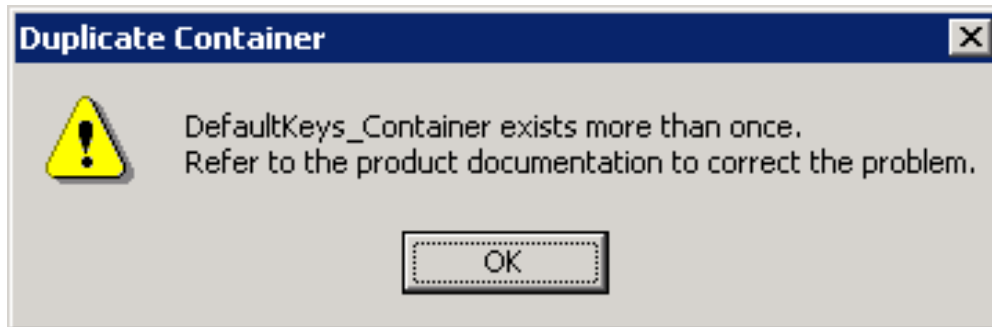 Duplicate Container
DefaultKeys_Container exists more than once.
Refer to the product documentation to correct the problem.
OK